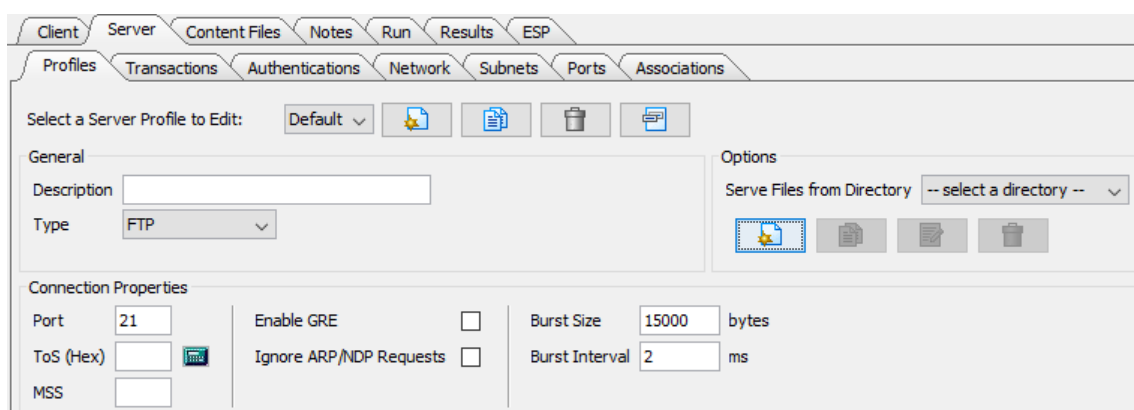 Client Server Content Files Notes Run Results ESP
Profiles Transactions Authentications Network Subnets Ports Associations
Select a Server Profile to Edit: Default
General
Description
Type FTP
Options
Serve Files from Directory -- select a directory --
Connection Properties
Port 21 Enable GRE Burst Size 15000 bytes
ToS (Hex) Ignore ARP/NDP Requests Burst Interval 2 ms
MSS